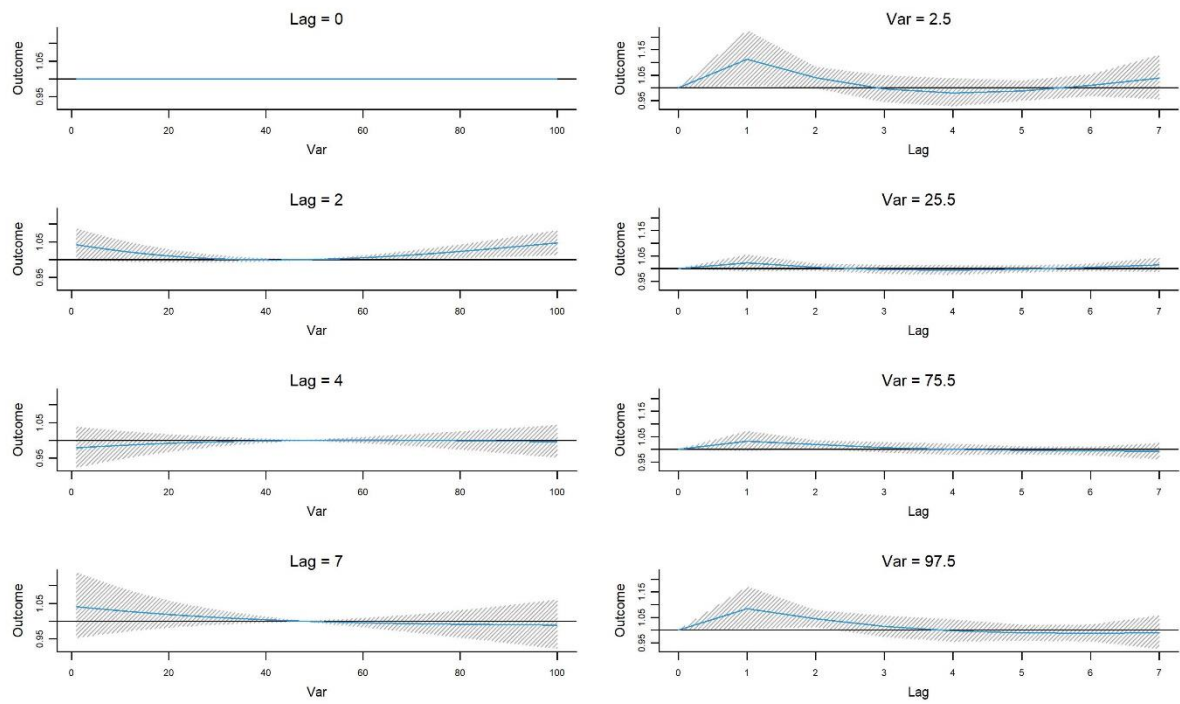 Lag = 0
Outcome
1.05
0.95
0 20 40 60 80 100
Var
Var = 2.5
Outcome
1.15
1.05
0.95
0 1 2 3 4 5 6 7
Lag
Lag = 2
Outcome
1.05
0.95
0 20 40 60 80 100
Var
Var = 25.5
Outcome
1.15
1.05
0.95
0 1 2 3 4 5 6 7
Lag
Lag = 4
Outcome
1.05
0.95
0 20 40 60 80 100
Var
Var = 75.5
Outcome
1.15
1.05
0.95
0 1 2 3 4 5 6 7
Lag
Lag = 7
Outcome
1.05
0.95
0 20 40 60 80 100
Var
Var = 97.5
Outcome
1.15
1.05
0.95
0 1 2 3 4 5 6 7
Lag